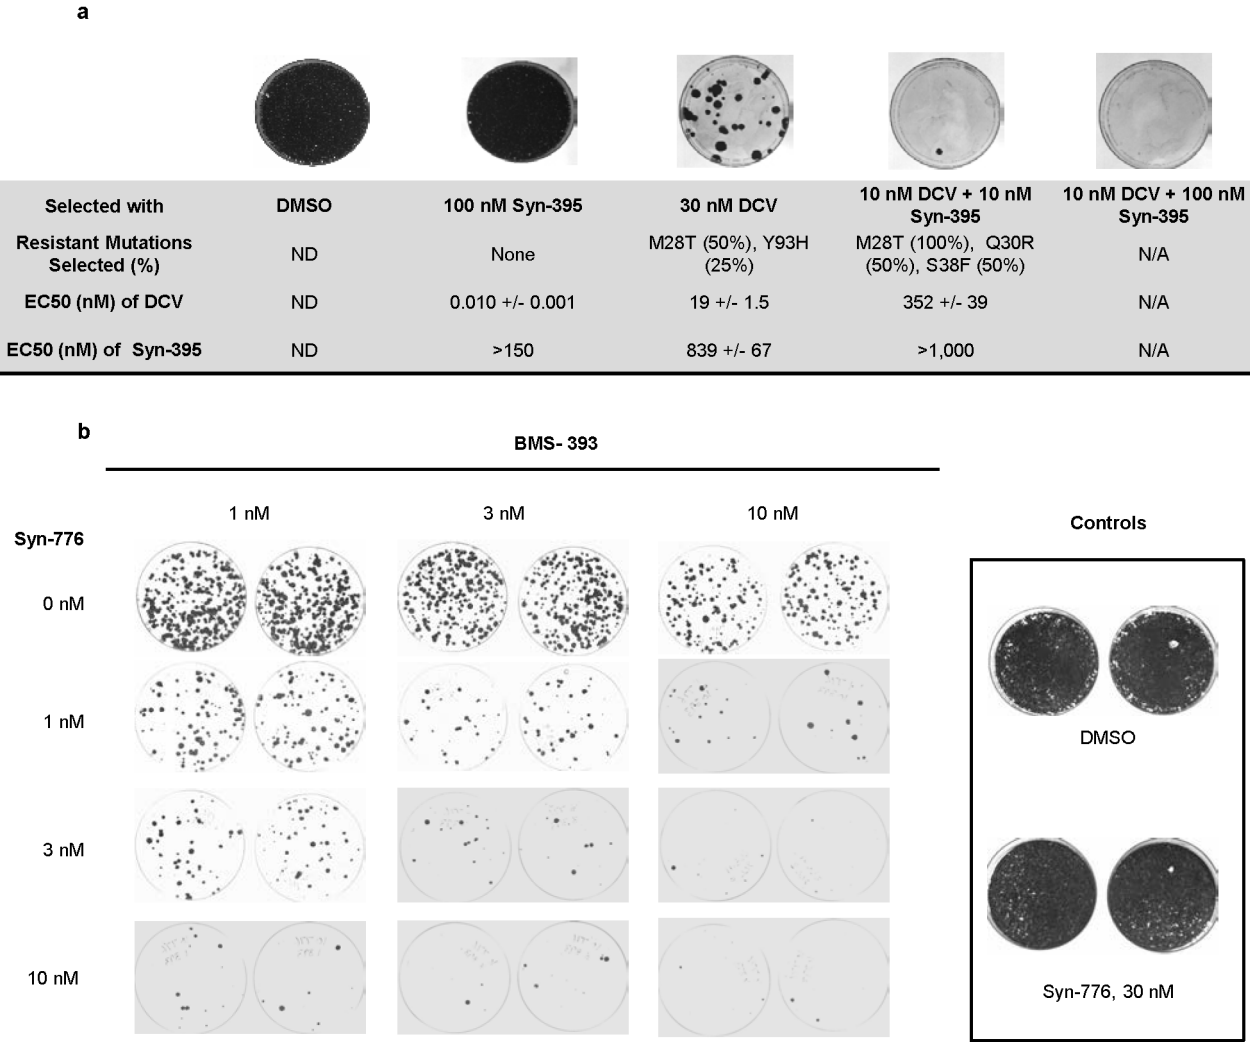 a
Selected with DMSO 100 nM Syn-395 30 nM DCV 10 nM DCV + 10 nM Syn-395 10 nM DCV + 100 nM Syn-395
Resistant Mutations Selected (%) ND None M28T (50%), Y93H (25%) M28T (100%), Q30R (50%), S38F (50%) N/A
EC50 (nM) of DCV ND 0.010 +/- 0.001 19 +/- 1.5 352 +/- 39 N/A
EC50 (nM) of Syn-395 ND >150 839 +/- 67 >1,000 N/A
b
BMS- 393
1 nM 3 nM 10 nM
Syn-776
0 nM
1 nM
3 nM
10 nM
Controls
DMSO
Syn-776, 30 nM